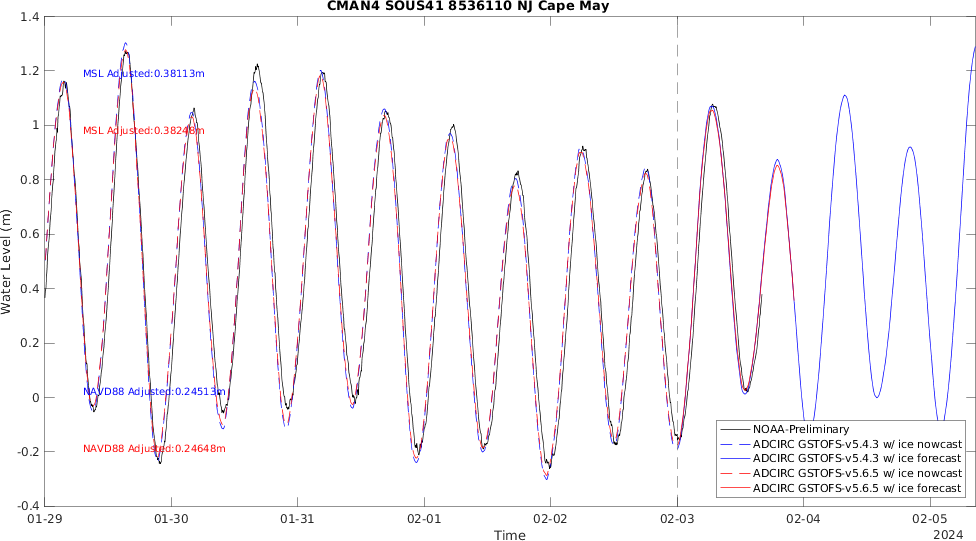 CMAN4 SOUS41 8536110 NJ Cape May
1.4
1.2
1
0.8
0.6
0.4
0.2
0
-0.2
-0.4
Water Level (m)
MSL Adjusted:0.38113m
MSL Adjusted:0.38248m
NAVD88 Adjusted:0.24513m
NAVD88 Adjusted:0.24648m
NOAA-Preliminary
ADCIRC GSTOFS-v5.4.3 w/ ice nowcast
ADCIRC GSTOFS-v5.4.3 w/ ice forecast
ADCIRC GSTOFS-v5.6.5 w/ ice nowcast
ADCIRC GSTOFS-v5.6.5 w/ ice forecast
01-29 01-30 01-31 02-01 02-02 02-03 02-04 02-05
Time
2024